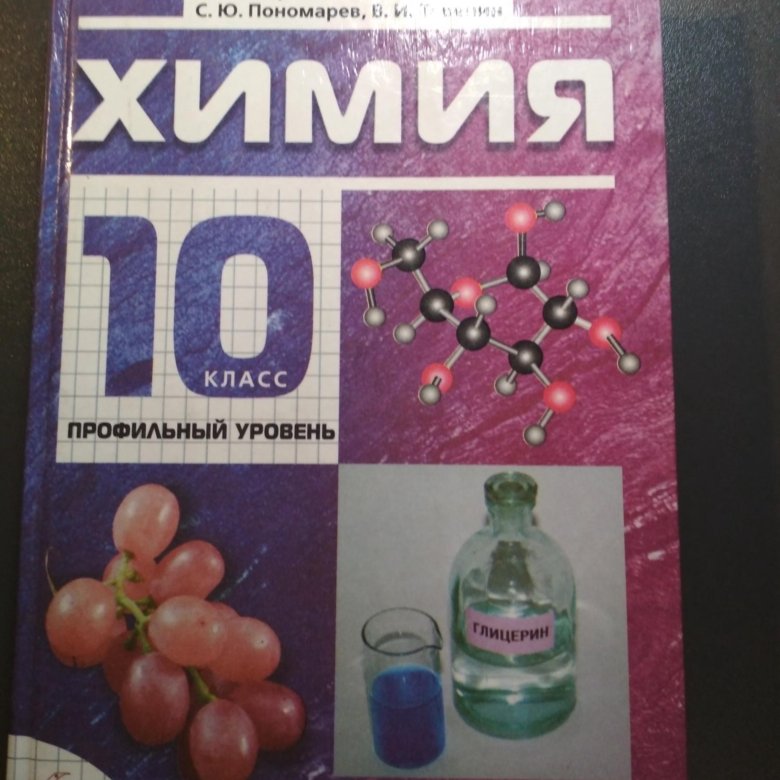 С. Ю. Пономарев, В. И.
ХИМИЯ
10
КЛАСС
ПРОФИЛЬНЫЙ УРОВЕНЬ
ГЛИЦЕРИН